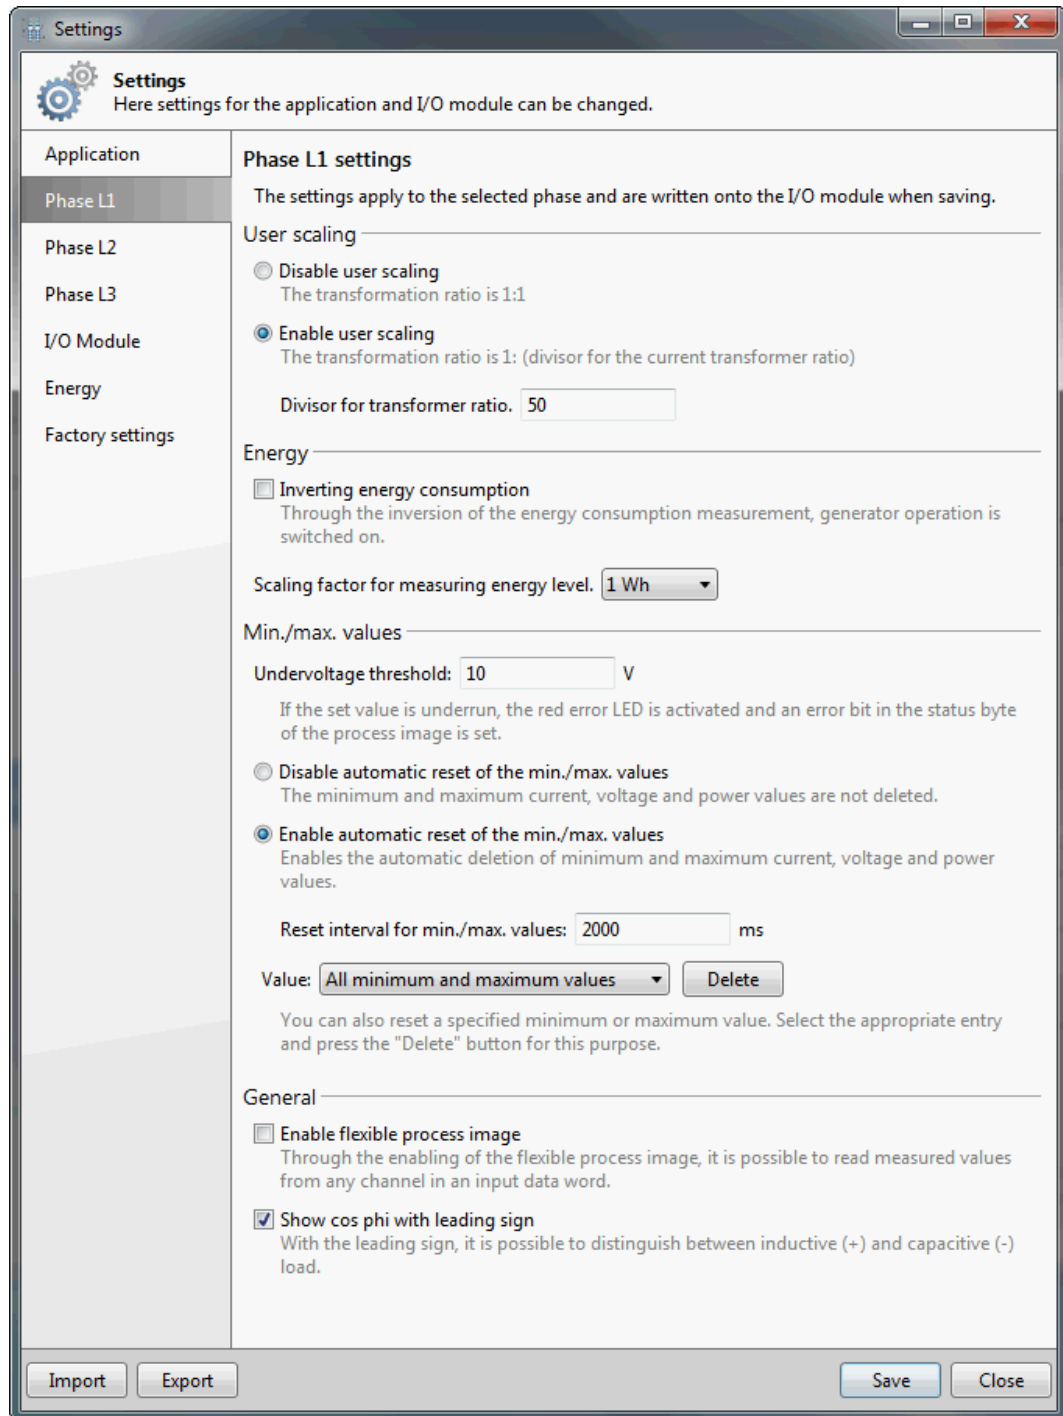 Settings
Settings
Here settings for the application and I/O module can be changed.
Application
Phase L1
Phase L2
Phase L3
I/O Module
Energy
Factory settings
Phase L1 settings
The settings apply to the selected phase and are written onto the I/O module when saving.
User scaling
Disable user scaling
The transformation ratio is 1:1
Enable user scaling
The transformation ratio is 1: (divisor for the current transformer ratio)
Divisor for transformer ratio. 50
Energy
Inverting energy consumption
Through the inversion of the energy consumption measurement, generator operation is
switched on.
Scaling factor for measuring energy level. 1 Wh
Min./max. values
Undervoltage threshold: 10 V
If the set value is underrun, the red error LED is activated and an error bit in the status byte
of the process image is set.
Disable automatic reset of the min./max. values
The minimum and maximum current, voltage and power values are not deleted.
Enable automatic reset of the min./max. values
Enables the automatic deletion of minimum and maximum current, voltage and power
values.
Reset interval for min./max. values: 2000 ms
Value: All minimum and maximum values Delete
You can also reset a specified minimum or maximum value. Select the appropriate entry
and press the "Delete" button for this purpose.
General
Enable flexible process image
Through the enabling of the flexible process image, it is possible to read measured values
from any channel in an input data word.
Show cos phi with leading sign
With the leading sign, it is possible to distinguish between inductive (+) and capacitive (-)
load.
Import Export Save Close